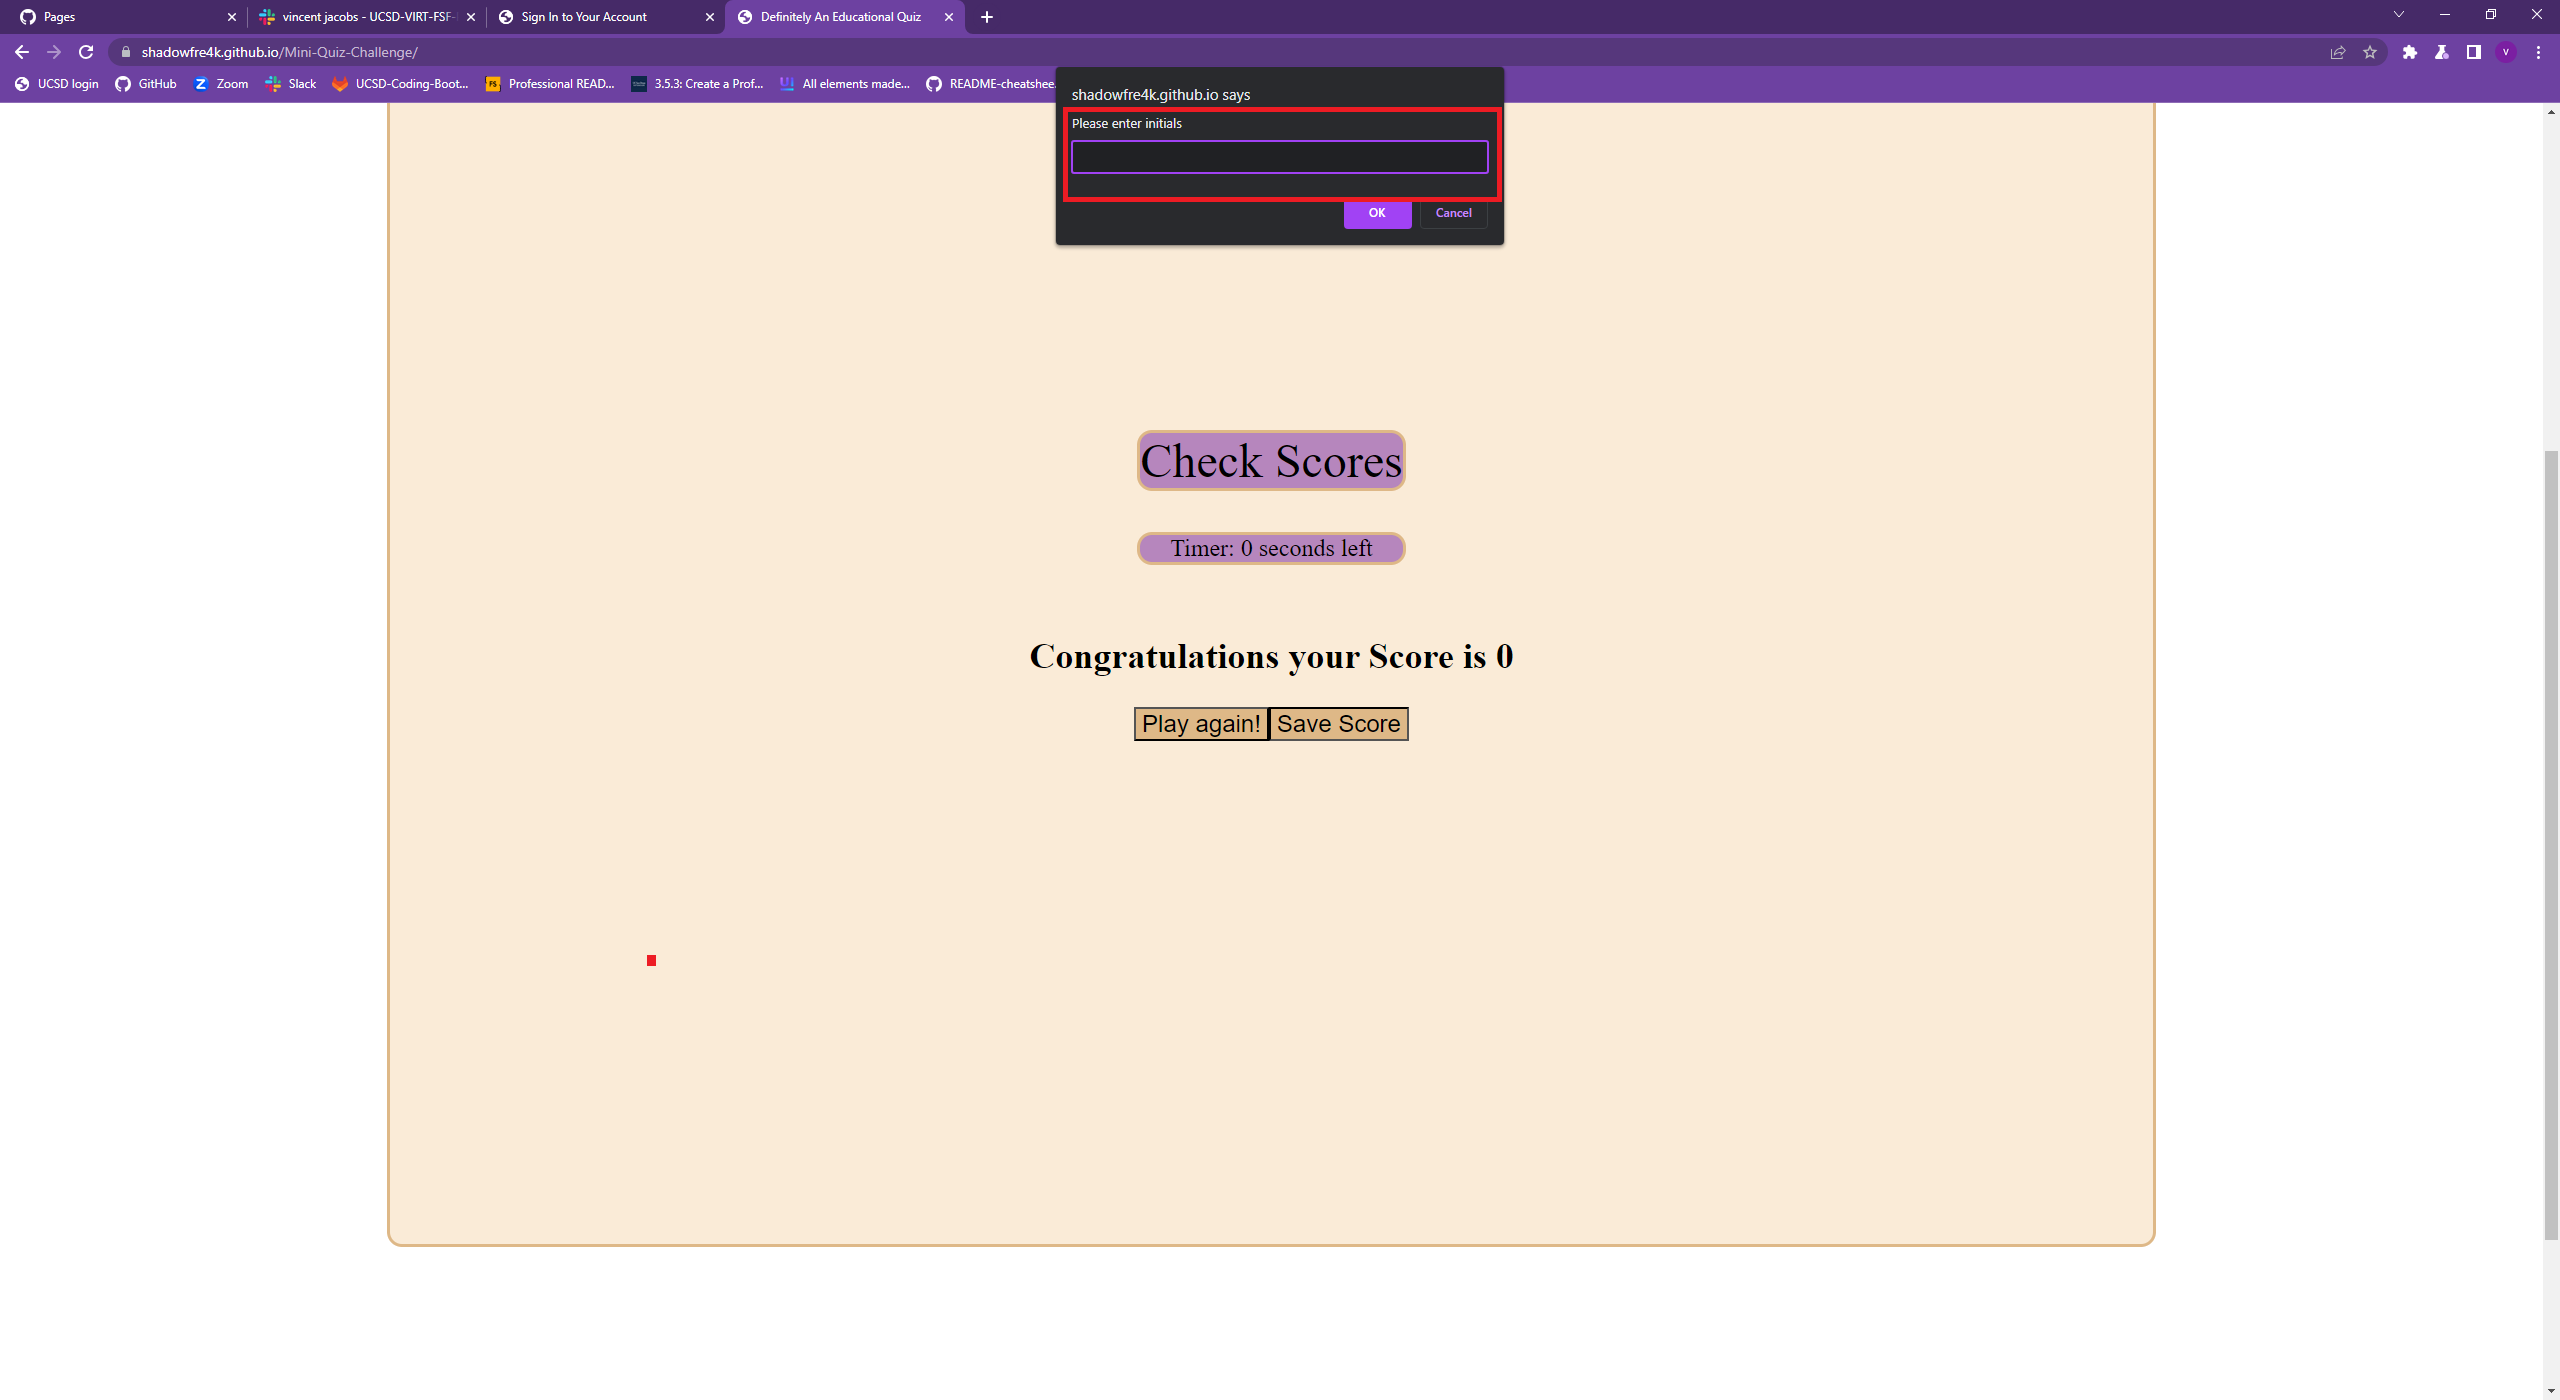 Pages
vincent jacobs - UCSD-VIRT-FSF-
Sign In to Your Account
Definitely An Educational Quiz
shadowfre4k.github.io/Mini-Quiz-Challenge/
V
UCSD login
GitHub
Zoom
Slack
UCSD-Coding-Boot...
Professional READ...
3.5.3: Create a Prof...
All elements made...
README-cheatshee
shadowfre4k.github.io says
Please enter initials
OK
Cancel
Check Scores
Timer: 0 seconds left
Congratulations your Score is 0
Play again!
Save Score